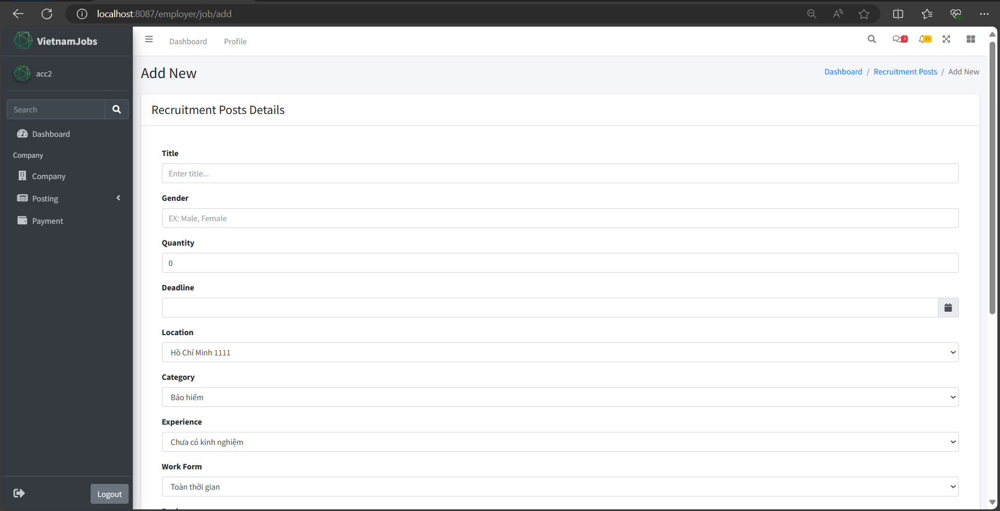 localhost:8087/employer/job/add
VietnamJobs
Dashboard
Profile
3
15
acc2
Search
Dashboard
Company
Company
Posting
Payment
Logout
Add New
Dashboard / Recruitment Posts / Add New
Recruitment Posts Details
Title
Enter title...
Gender
EX: Male, Female
Quantity
0
Deadline
Location
Hồ Chí Minh 1111
Category
Bảo hiểm
Experience
Chưa có kinh nghiệm
Work Form
Toàn thời gian